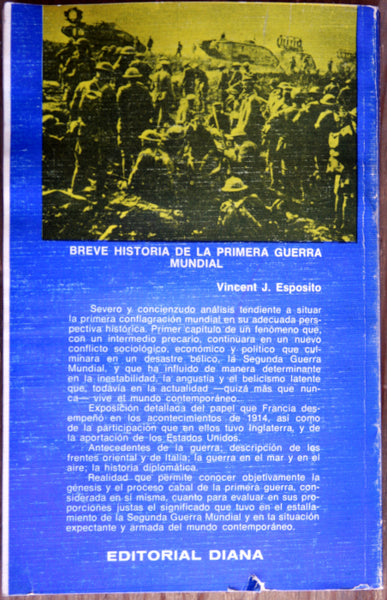 BREVE HISTORIA DE LA PRIMERA GUERRA
MUNDIAL
Vincent J. Esposito
Severo y concienzudo análisis tendiente a situar
la primera conflagración mundial en su adecuada pers-
pectiva histórica. Primer capítulo de un fenómeno que,
con un intermedio precario, continuara en un nuevo
conflicto sociológico, económico y político que cul-
minara en un desastre bélico, la Segunda Guerra
Mundial, y que ha influido de manera determinante
en la inestabilidad, la angustia y el belicismo latente
que, todavía en la actualidad —quizá más que nun-
ca— vive el mundo contemporáneo...
Exposición detallada del papel que Francia des-
empeñó en los acontecimientos de 1914, así como
de la participación que en ellos tuvo Inglaterra, y de
la aportación de los Estados Unidos.
Antecedentes de la guerra; descripción de los
frentes oriental y de Italia; la guerra en el mar y en el
aire; la historia diplomática.
Realidad que permite conocer objetivamente la
génesis y el proceso cabal de la primera guerra, con-
siderada en sí misma, cuanto para evaluar en sus pro-
porciones justas el significado que tuvo en el estalla-
miento de la Segunda Guerra Mundial y en la situación
expectante y armada del mundo contemporáneo.
EDITORIAL DIANA